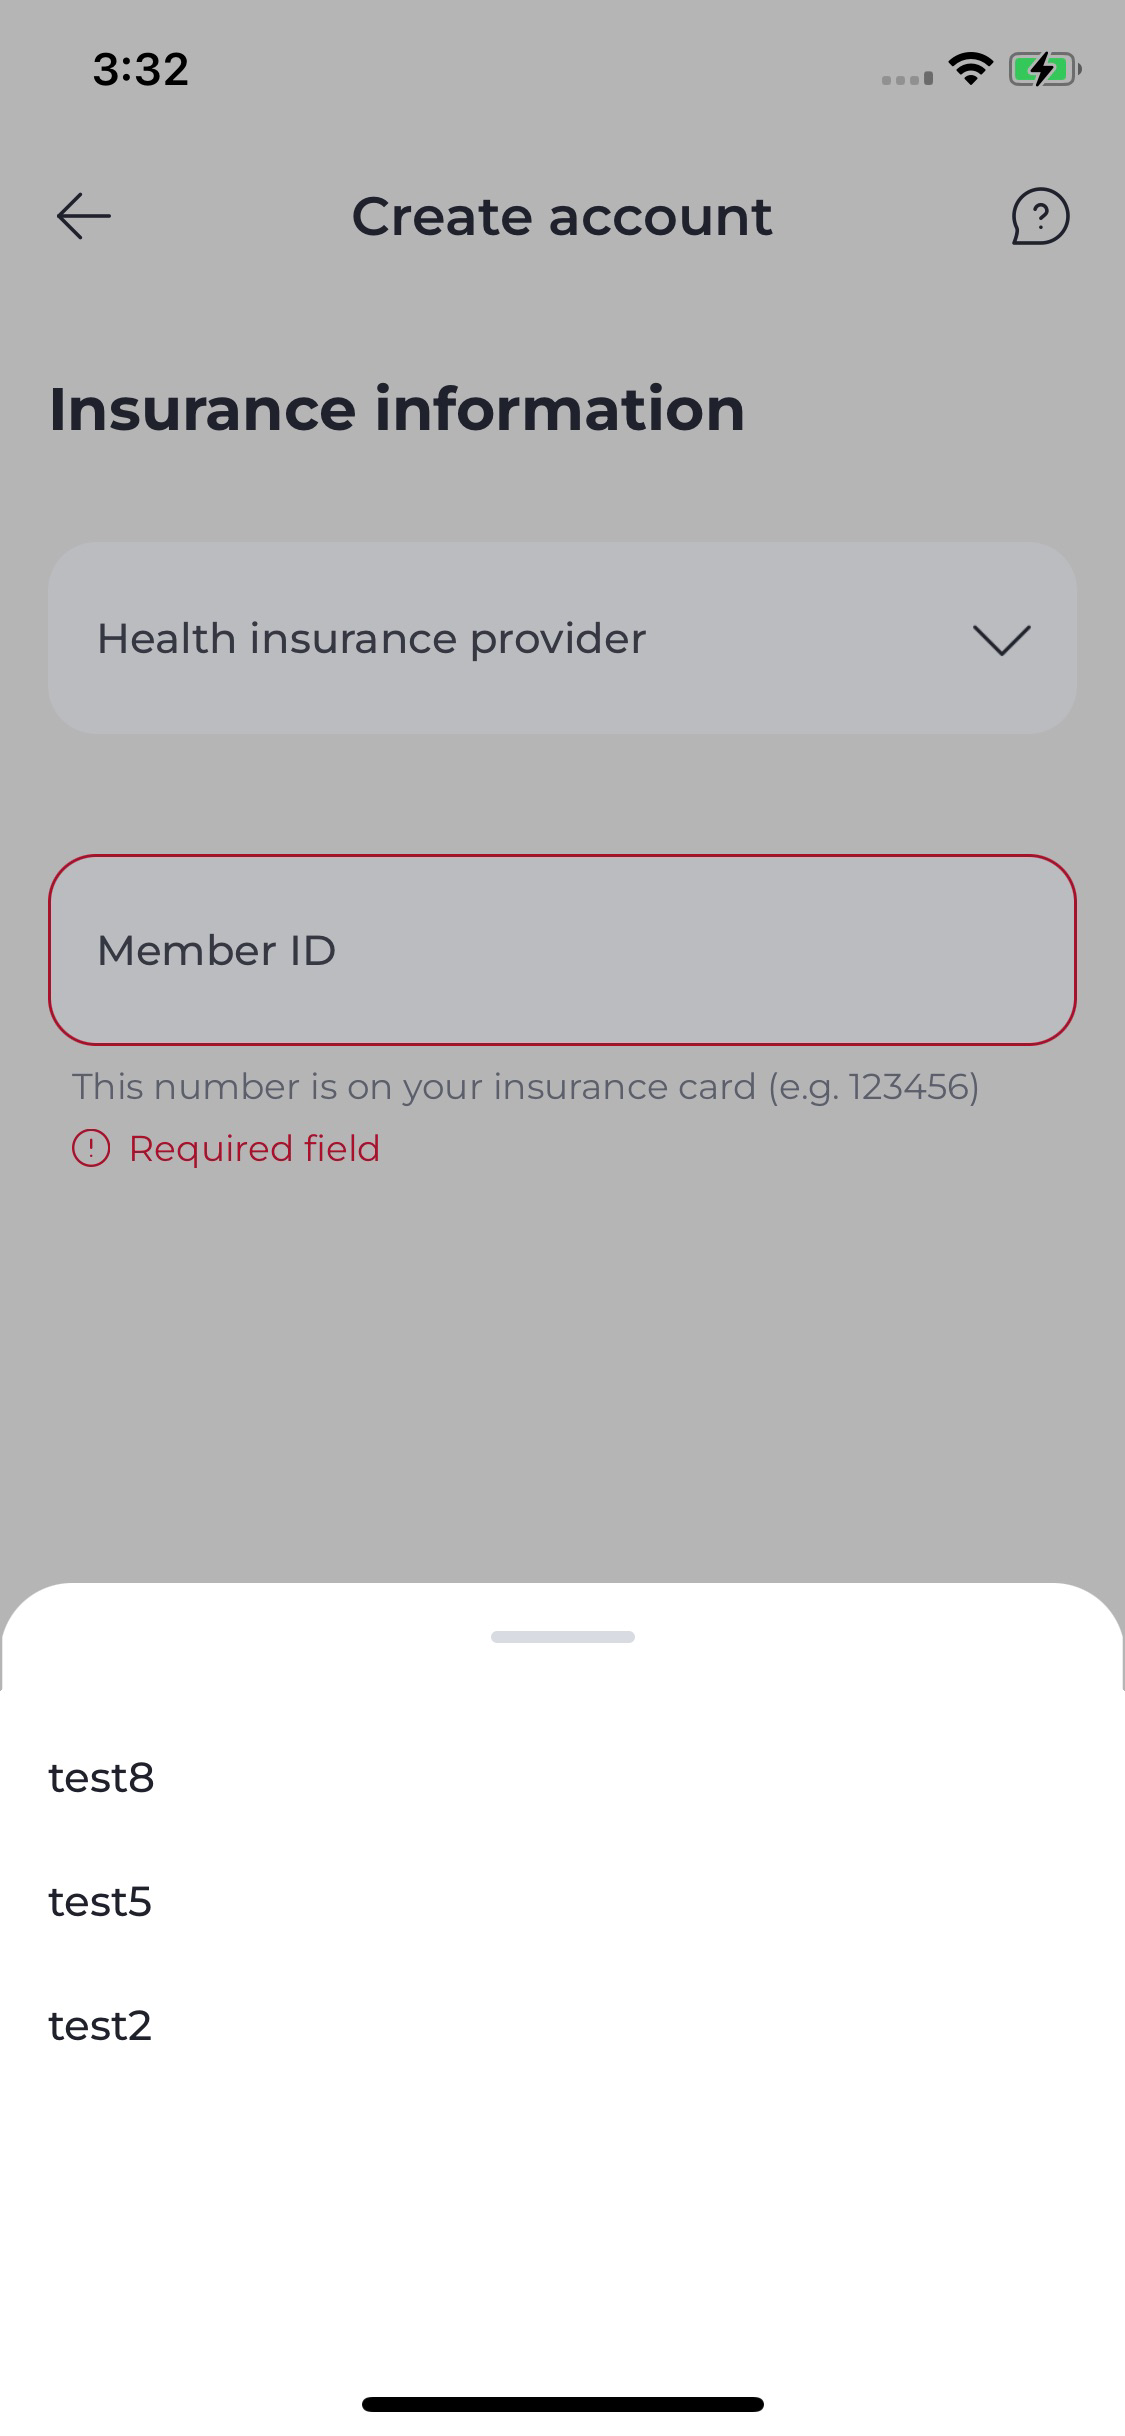 3:32
Create account
Insurance information
Health insurance provider
Member ID
This number is on your insurance card (e.g. 123456)
Required field
test8
test5
test2